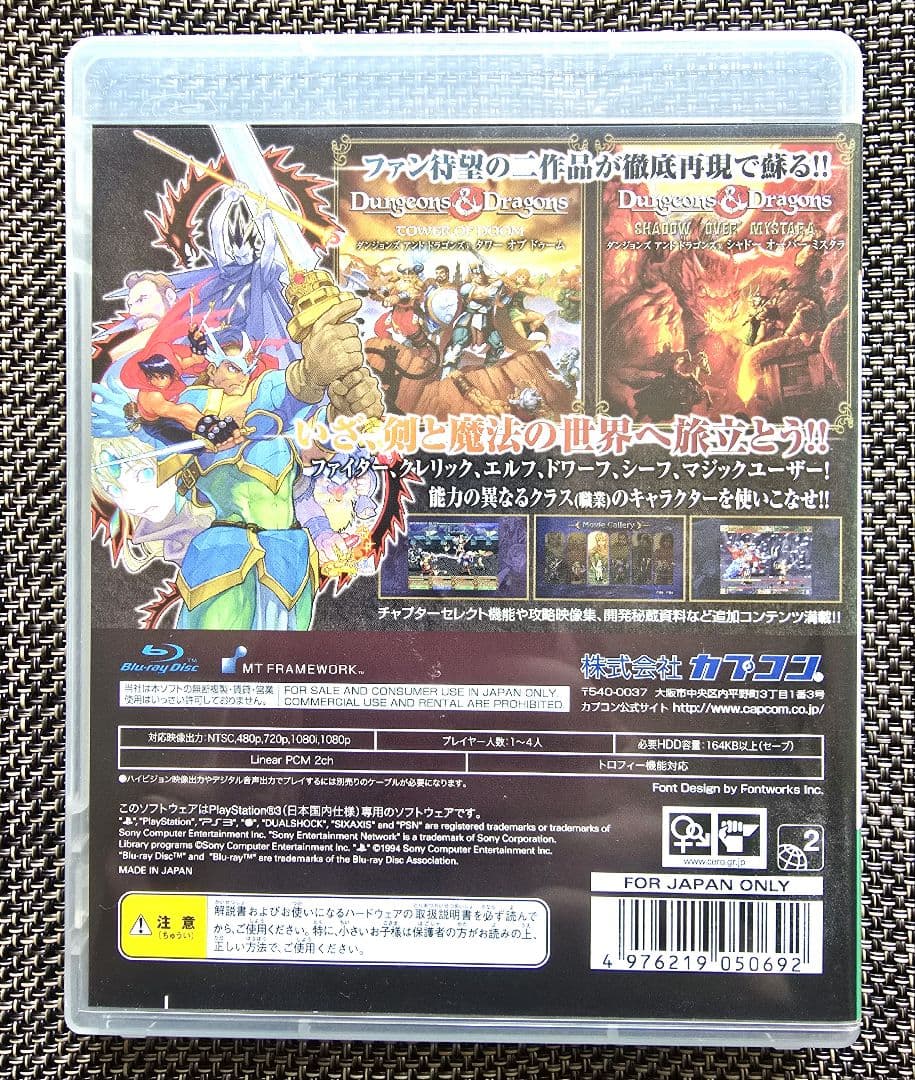 ファン待望の二作品が徹底再現で蘇る!!
Dungeons & Dragons
TOWER OF DOOM
ダンジョンズ アンド ドラゴンズ® タワー オブ ドゥーム
Dungeons & Dragons
SHADOW OVER MYSTARA
ダンジョンズ アンド ドラゴンズ® シャドー オーバー ミスタラ
いざ、剣と魔法の世界へ旅立とう!!
ファイター、クレリック、エルフ、ドワーフ、シーフ、マジックユーザー!
能力の異なるクラス(職業)のキャラクターを使いこなせ!!
Movie Gallery
チャプターセレクト機能や攻略映像集、開発秘蔵資料など追加コンテンツ満載!!
Blu-ray Disc™
MT FRAMEWORK™
株式会社 カプコン®
〒540-0037 大阪市中央区内平野町3丁目1番3号
カプコン公式サイト http://www.capcom.co.jp/
当社は本ソフトの無断複製・賃貸・営業
使用はいっさい許可しておりません。
FOR SALE AND CONSUMER USE IN JAPAN ONLY.
COMMERCIAL USE AND RENTAL ARE PROHIBITED.
対応映像出力:NTSC,480p,720p,1080i,1080p
プレイヤー人数:1〜4人
必要HDD容量:164KB以上(セーブ)
Linear PCM 2ch
トロフィー機能対応
●ハイビジョン映像出力やデジタル音声出力でプレイするには別売りのケーブルが必要になります。
Font Design by Fontworks Inc.
このソフトウェアはPlayStation®3(日本国内仕様)専用のソフトウェアです。
", "PlayStation", "PS3", "●", "DUALSHOCK", "SIXAXIS" and "PSN" are registered trademarks or trademarks of
Sony Computer Entertainment Inc. "Sony Entertainment Network" is a trademark of Sony Corporation.
Library programs ©Sony Computer Entertainment Inc. " ©1994 Sony Computer Entertainment Inc.
"Blu-ray Disc™" and "Blu-ray™" are trademarks of the Blu-ray Disc Association.
MADE IN JAPAN
www.cero.gr.jp
2
FOR JAPAN ONLY
注意
(ちゅうい)
解説書およびお使いになるハードウェアの取扱説明書を必ず読んで
から、ご使用ください。特に、小さいお子様は保護者の方がお読みの上、
正しい方法で、ご使用ください。
4 976219 050692